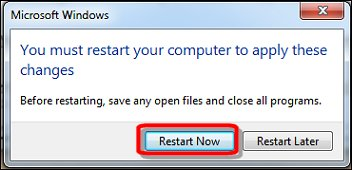 Microsoft Windows
You must restart your computer to apply these
changes
Before restarting, save any open files and close all programs.
Restart Now Restart Later